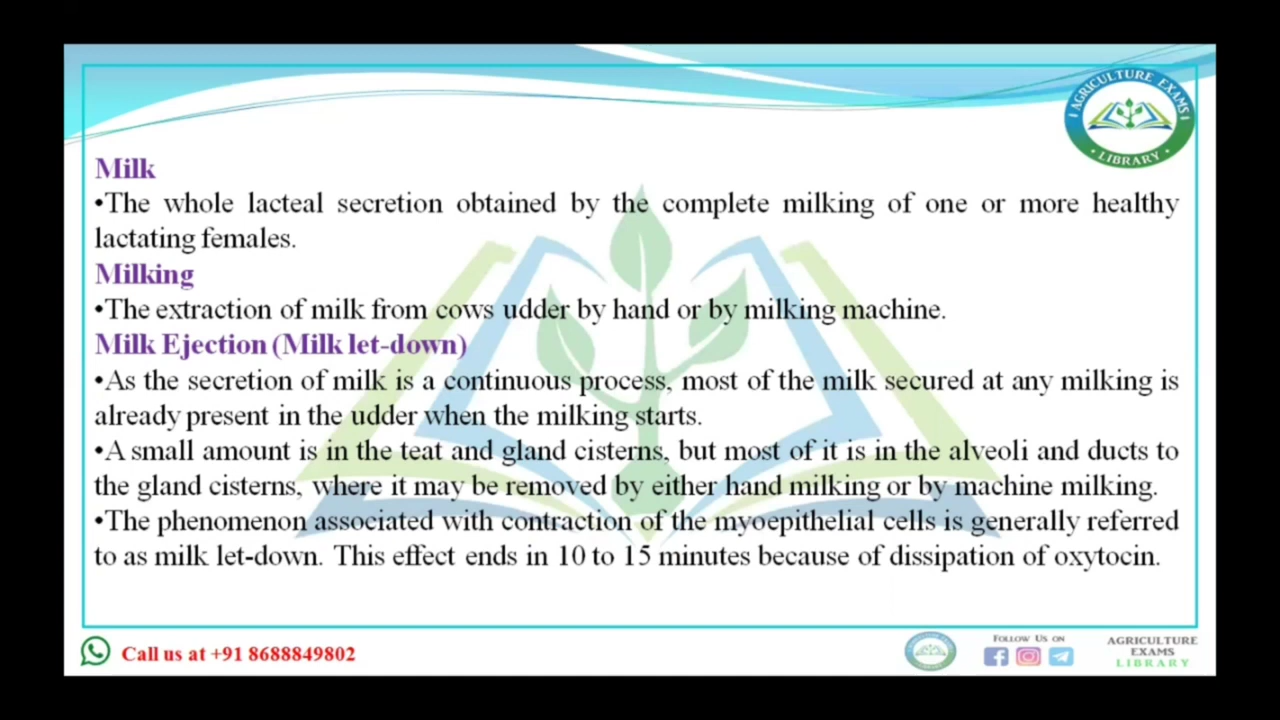 AGRICULTURE EXAMS
LIBRARY
Milk
•The whole lacteal secretion obtained by the complete milking of one or more healthy
lactating females.
Milking
•The extraction of milk from cows udder by hand or by milking machine.
Milk Ejection (Milk let-down)
•As the secretion of milk is a continuous process, most of the milk secured at any milking is
already present in the udder when the milking starts.
•A small amount is in the teat and gland cisterns, but most of it is in the alveoli and ducts to
the gland cisterns, where it may be removed by either hand milking or by machine milking.
•The phenomenon associated with contraction of the myoepithelial cells is generally referred
to as milk let-down. This effect ends in 10 to 15 minutes because of dissipation of oxytocin.
Call us at +91 8688849802
FOLLOW US ON
AGRICULTURE
EXAMS
LIBRARY